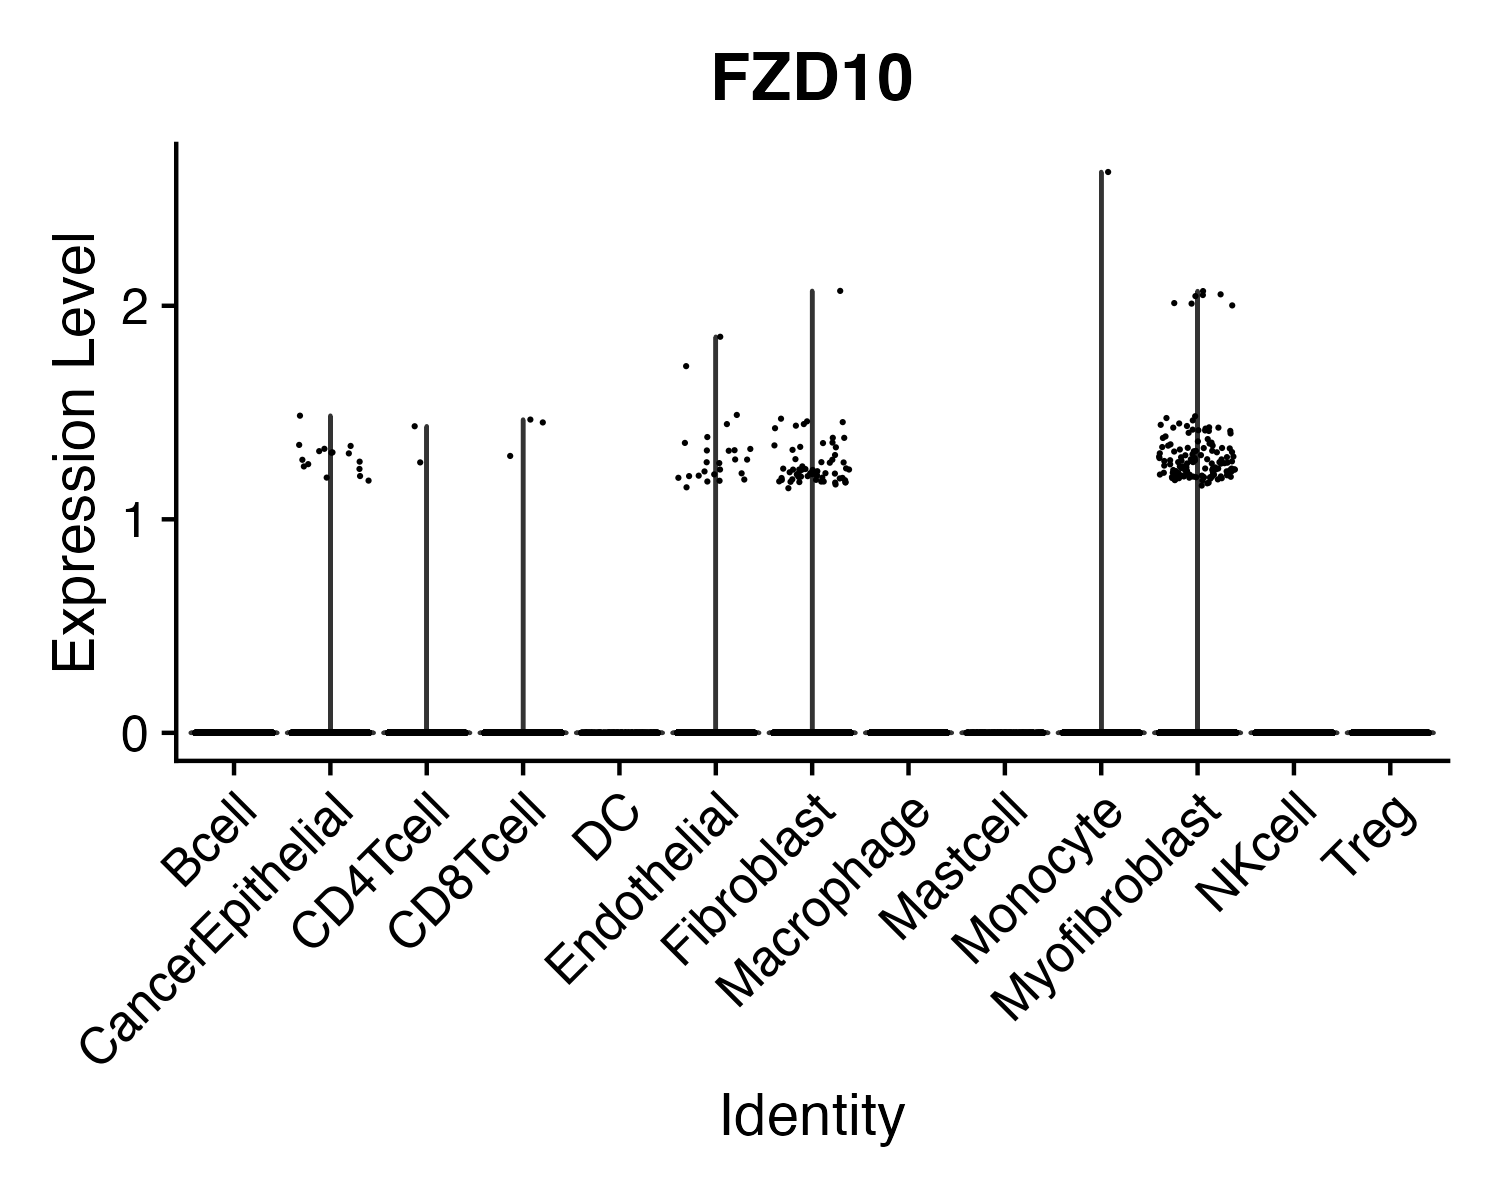 FZD10
Expression Level
2
1
0
Bcell
CancerEpithelial
CD4Tcell
CD8Tcell
DC
Endothelial
Fibroblast
Macrophage
Mastcell
Monocyte
Myofibroblast
NKcell
Treg
Identity